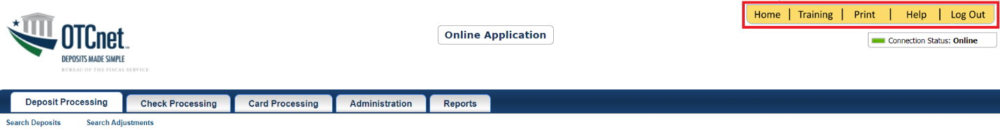 Home | Training | Print | Help | Log Out
OTCnet
DEPOSITS MADE SIMPLE
BUREAU OF THE FISCAL SERVICE
Online Application
Connection Status: Online
Deposit Processing Check Processing Card Processing Administration Reports
Search Deposits Search Adjustments